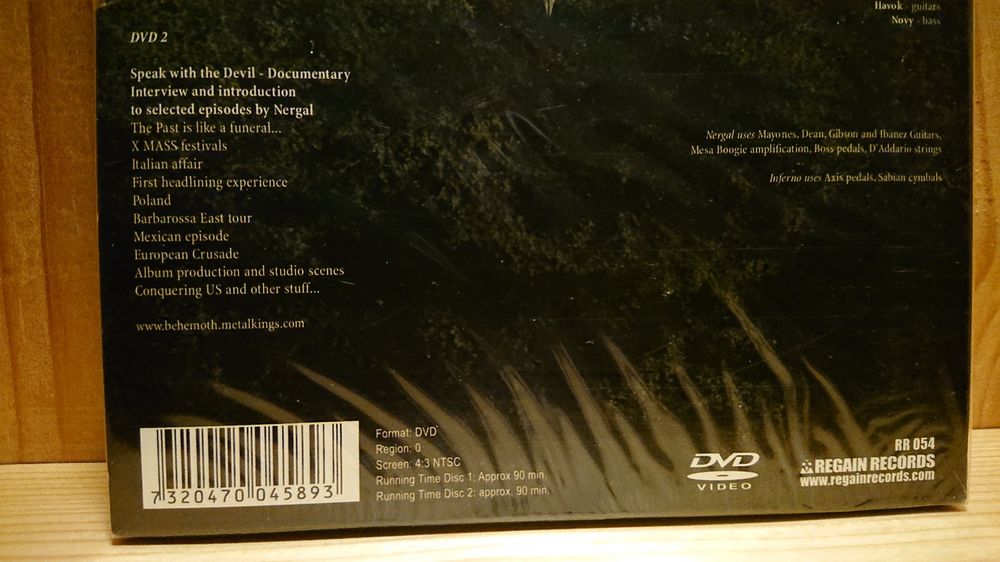 Havok - guitars
Novy - bass
DVD 2
Speak with the Devil - Documentary
Interview and introduction
to selected episodes by Nergal
The Past is like a funeral...
X MASS festivals
Italian affair
First headlining experience
Poland
Barbarossa East tour
Mexican episode
European Crusade
Album production and studio scenes
Conquering US and other stuff...
www.behemoth.metalkings.com
Nergal uses Mayones, Dean, Gibson and Ibanez Guitars,
Mesa Boogie amplification, Boss pedals, D'Addario strings
Inferno uses Axis pedals, Sabian cymbals
7 320470 045893
Format: DVD
Region: 0
Screen: 4:3 NTSC
Running Time Disc 1: Approx 90 min.
Running Time Disc 2: approx. 90 min.
DVD
VIDEO
RR 054
REGAIN RECORDS
www.regainrecords.com